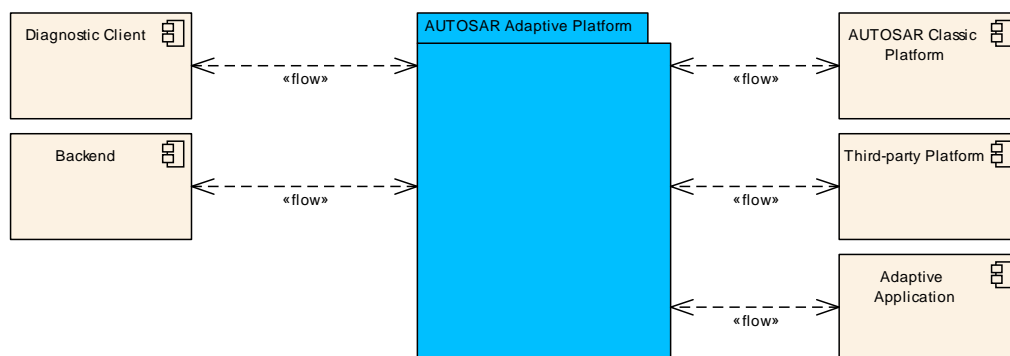 Diagnostic Client
AUTOSAR Adaptive Platform
AUTOSAR Classic
Platform
«flow»
«flow»
Backend
Third-party Platform
«flow»
«flow»
Adaptive
Application
«flow»